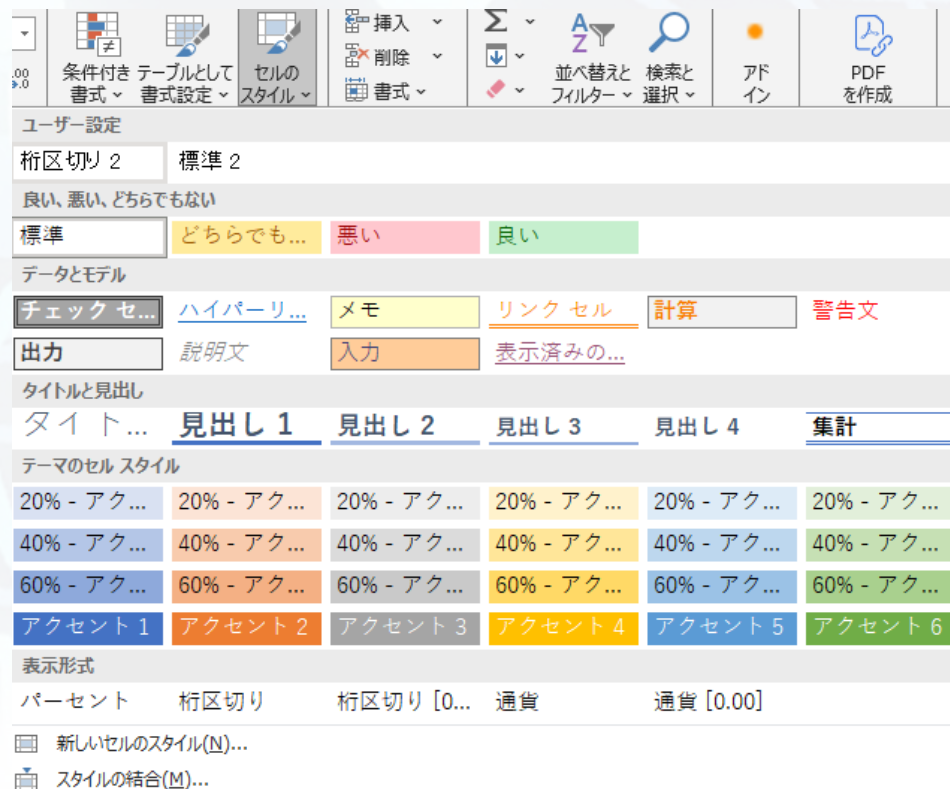 挿入
Σ
.00
.0
削除
条件付き テーブルとして セルの 書式 並べ替えと 検索と アド PDF
書式 書式設定 スタイル フィルター 選択 イン を作成
ユーザー設定
桁区切り 2 標準 2
良い、悪い、どちらでもない
標準 どちらでも... 悪い 良い
データとモデル
チェック セ... ハイパーリ... メモ リンク セル 計算 警告文
出力 説明文 入力 表示済みの...
タイトルと見出し
タイト... 見出し 1 見出し 2 見出し 3 見出し 4 集計
テーマのセル スタイル
20% - アク... 20% - アク... 20% - アク... 20% - アク... 20% - アク... 20% - アク...
40% - アク... 40% - アク... 40% - アク... 40% - アク... 40% - アク... 40% - アク...
60% - アク... 60% - アク... 60% - アク... 60% - アク... 60% - アク... 60% - アク...
アクセント 1 アクセント 2 アクセント 3 アクセント 4 アクセント 5 アクセント 6
表示形式
パーセント 桁区切り 桁区切り [0... 通貨 通貨 [0.00]
新しいセルのスタイル(N)...
スタイルの結合(M)...